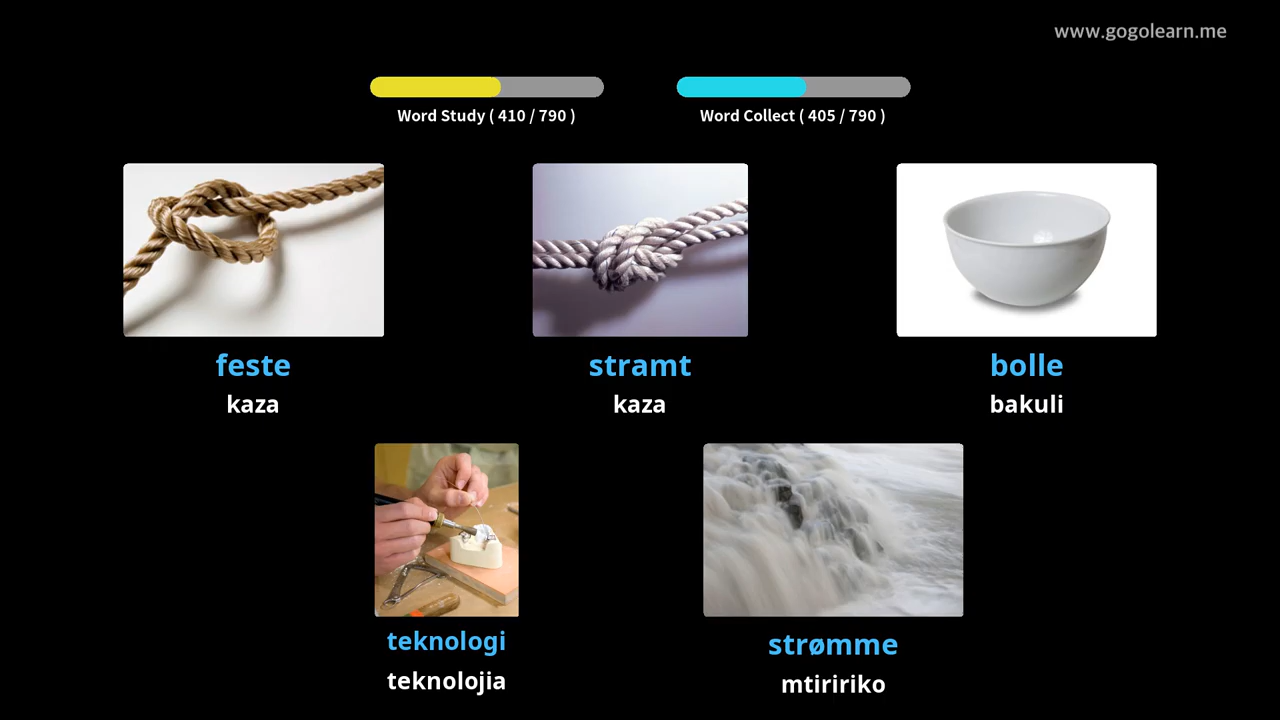 www.gogolearn.me
Word Study ( 410 / 790 )
Word Collect ( 405 / 790 )
feste
kaza
stramt
kaza
bolle
bakuli
teknologi
teknolojia
strømme
mtiririko